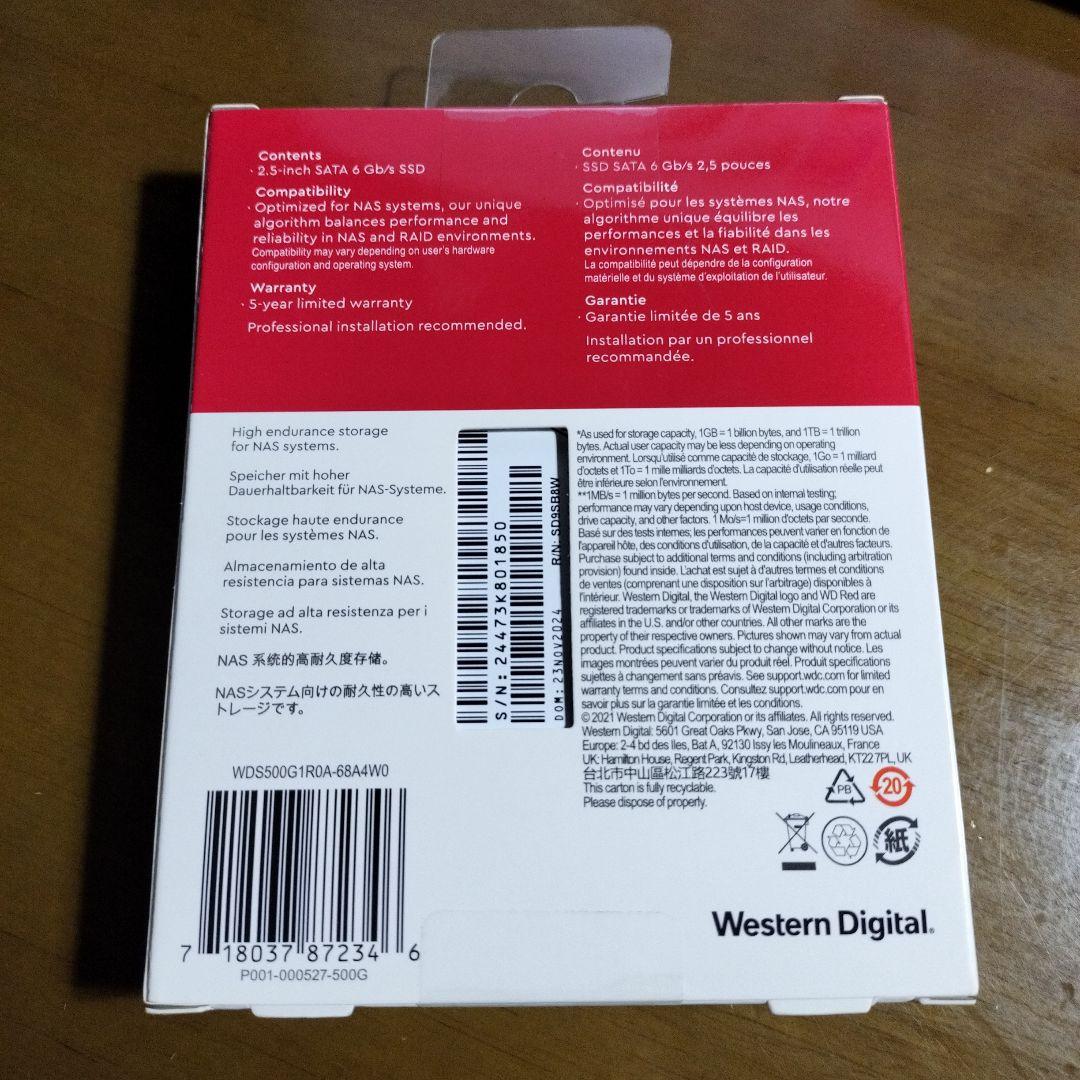 Contents
· 2.5-inch SATA 6 Gb/s SSD
Compatibility
· Optimized for NAS systems, our unique
algorithm balances performance and
reliability in NAS and RAID environments.
Compatibility may vary depending on user's hardware
configuration and operating system.
Warranty
· 5-year limited warranty
Professional installation recommended.
Contenu
· SSD SATA 6 Gb/s 2,5 pouces
Compatibilité
· Optimisé pour les systèmes NAS, notre
algorithme unique équilibre les
performances et la fiabilité dans les
environnements NAS et RAID.
La compatibilité peut dépendre de la configuration
matérielle et du système d'exploitation de l'utilisateur.
Garantie
· Garantie limitée de 5 ans
Installation par un professionnel
recommandée.
High endurance storage
for NAS systems.
Speicher mit hoher
Dauerhaltbarkeit für NAS-Systeme.
Stockage haute endurance
pour les systèmes NAS.
Almacenamiento de alta
resistencia para sistemas NAS.
Storage ad alta resistenza per i
sistemi NAS.
NAS 系统的高耐久度存储。
NASシステム向けの耐久性の高いス
トレージです。
S/N: 24473K801850
DOM: 23NOV2024
R/N: SD9SB8W
*As used for storage capacity, 1GB = 1 billion bytes, and 1TB = 1 trillion
bytes. Actual user capacity may be less depending on operating
environment. Lorsqu'utilisé comme capacité de stockage, 1Go = 1 milliard
d'octets et 1To = 1 mille milliards d'octets. La capacité d'utilisation réelle peut
être inférieure selon l'environnement.
**1MB/s = 1 million bytes per second. Based on internal testing;
performance may vary depending upon host device, usage conditions,
drive capacity, and other factors. 1 Mo/s=1 million d'octets par seconde.
Basé sur des tests internes; les performances peuvent varier en fonction de
l'appareil hôte, des conditions d'utilisation, de la capacité et d'autres facteurs.
Purchase subject to additional terms and conditions (including arbitration
provision) found inside. L'achat est sujet à d'autres termes et conditions
de ventes (comprenant une disposition sur l'arbitrage) disponibles à
l'intérieur. Western Digital, the Western Digital logo and WD Red are
registered trademarks or trademarks of Western Digital Corporation or its
affiliates in the U.S. and/or other countries. All other marks are the
property of their respective owners. Pictures shown may vary from actual
product. Product specifications subject to change without notice. Les
images montrées peuvent varier du produit réel. Produit specifications
sujettes à changement sans préavis. See support.wdc.com for limited
warranty terms and conditions. Consultez support.wdc.com pour en
savoir plus sur la garantie limitée et les conditions.
© 2021 Western Digital Corporation or its affiliates. All rights reserved.
Western Digital: 5601 Great Oaks Pkwy, San Jose, CA 95119 USA
Europe: 2-4 bd des Iles, Bat A, 92130 Issy les Moulineaux, France
UK: Hamilton House, Regent Park, Kingston Rd, Leatherhead, KT22 7PL, UK
台北市中山區松江路223號17樓
This carton is fully recyclable.
Please dispose of properly.
PB
20
紙
WDS500G1R0A-68A4W0
7 18037 87234 6
P001-000527-500G
Western Digital.